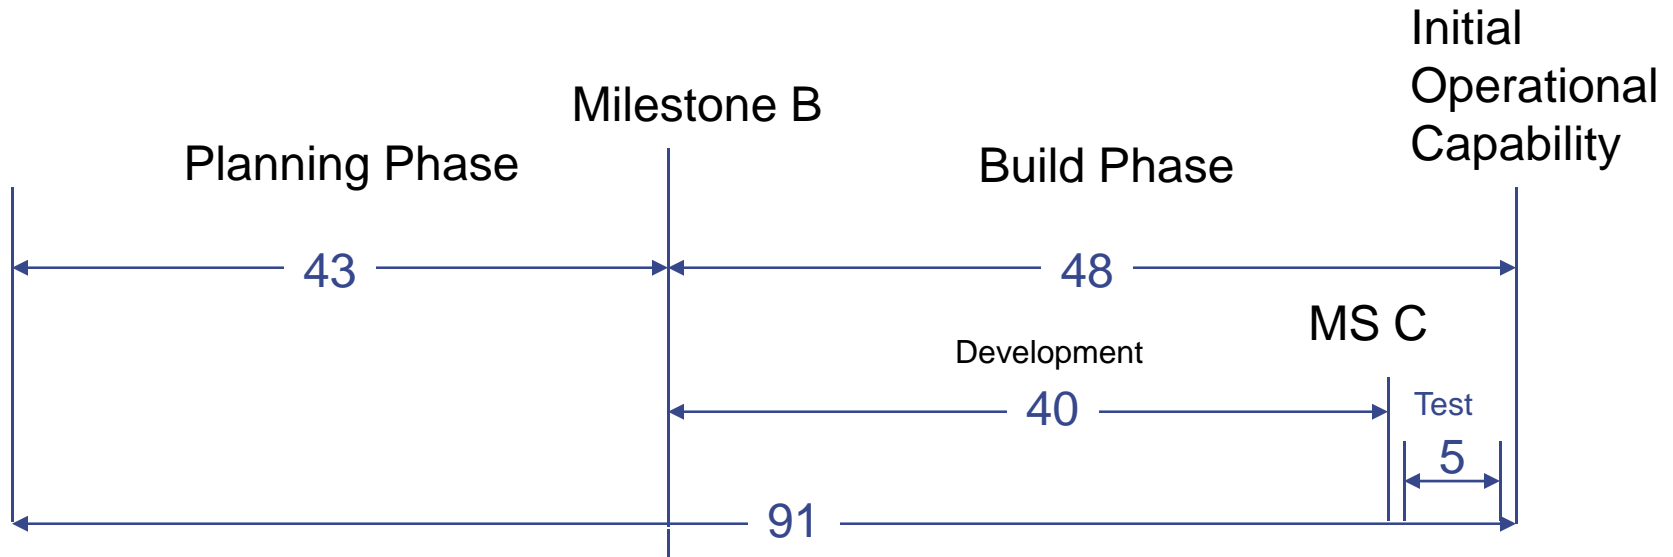 Initial
Operational
Capability
Milestone B
Planning Phase
Build Phase
43
48
MS C
Development
40
Test
5
91